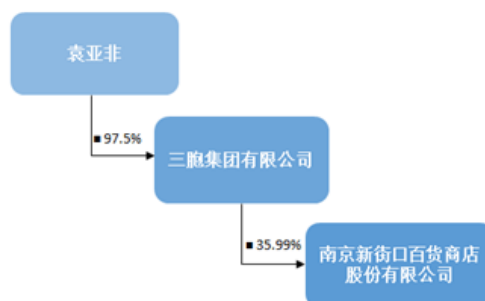 袁亚非
■ 97.5%
三胞集团有限公司
■ 35.99%
南京新街口百货商店
股份有限公司